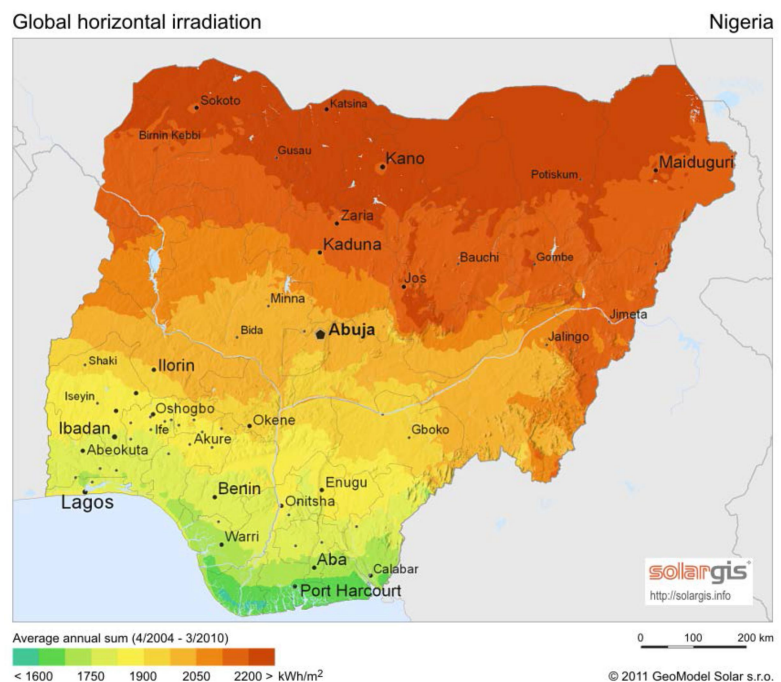 Global horizontal irradiation
Nigeria
Sokoto
Katsina
Birnin Kebbi
Gusau
Kano
Potiskum
Maiduguri
Zaria
Kaduna
Bauchi
Gombe
Jos
Minna
Jimeta
Bida
Abuja
Jalingo
Shaki
Ilorin
Iseyin
Oshogbo
Ibadan
Ife
Okene
Akure
Gboko
Abeokuta
Lagos
Benin
Enugu
Onitsha
Warri
Aba
Calabar
Port Harcourt
solargis
http://solargis.info
Average annual sum (4/2004 - 3/2010)
0 100 200 km
< 1600 1750 1900 2050 2200 > kWh/m²
© 2011 GeoModel Solar s.r.o.